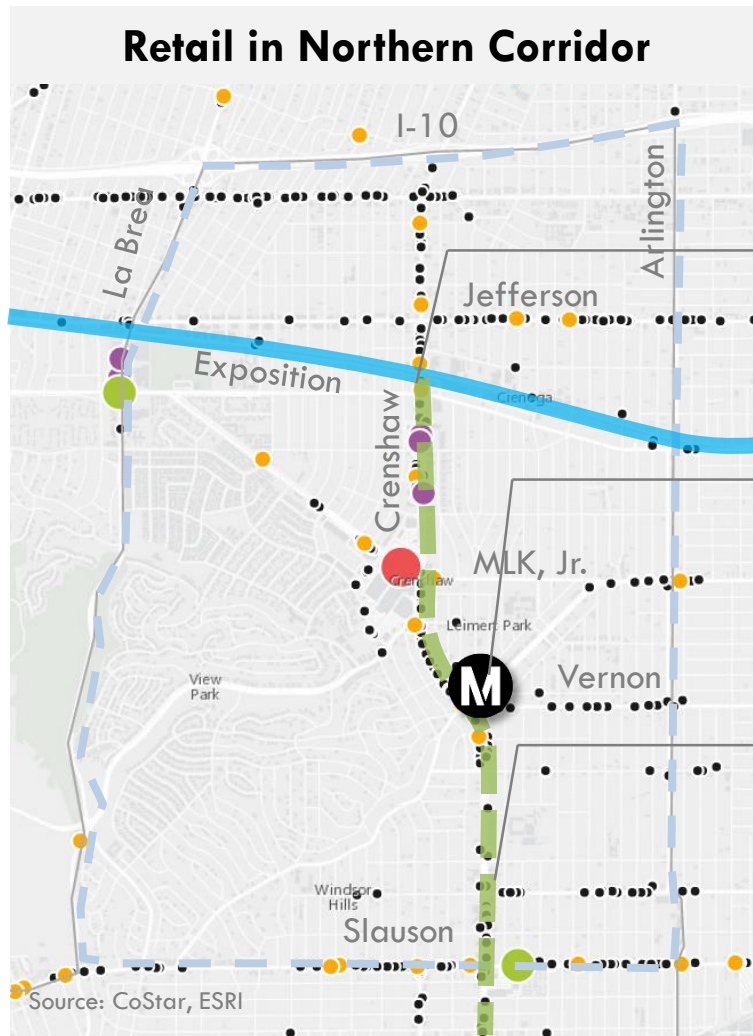 Retail in Northern Corridor
I-10
La Brea
Arlington
Jefferson
Exposition
Cienega
Crenshaw
MLK, Jr.
Crenshaw
Leimert Park
M
Vernon
View
Park
Windsor
Hills
Slauson
Source: CoStar, ESRI